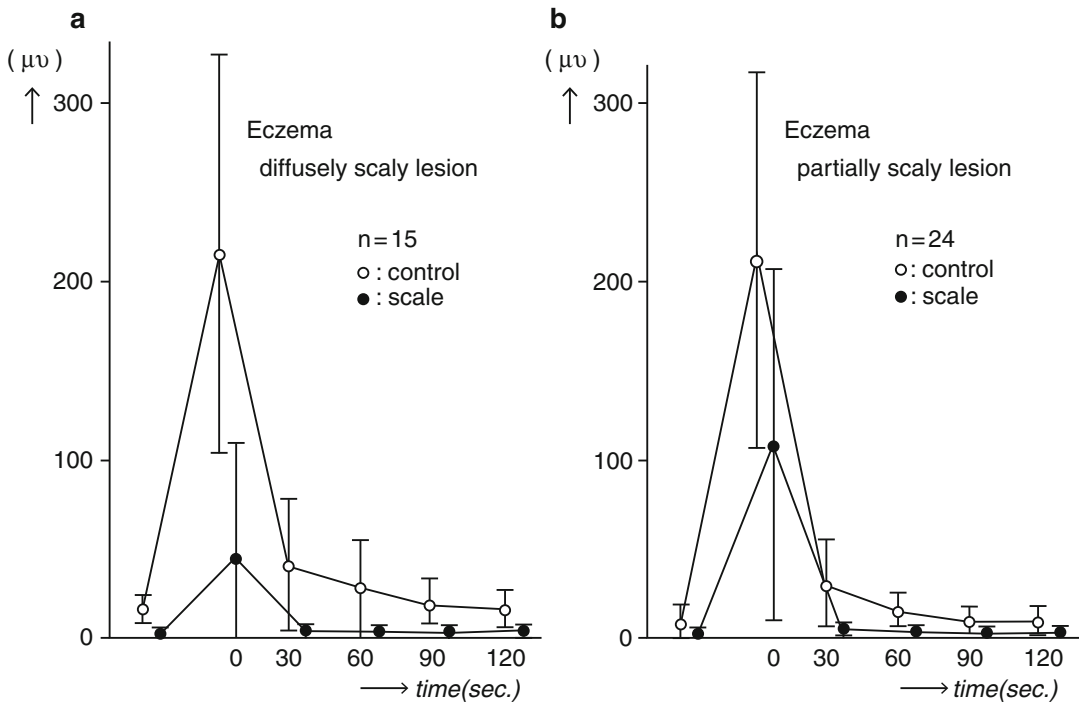 a
(μυ)
300
200
100
0
Eczema
diffusely scaly lesion
n=15
: control
: scale
0 30 60 90 120
time(sec.)
b
(μυ)
300
200
100
0
Eczema
partially scaly lesion
n=24
: control
: scale
0 30 60 90 120
time(sec.)